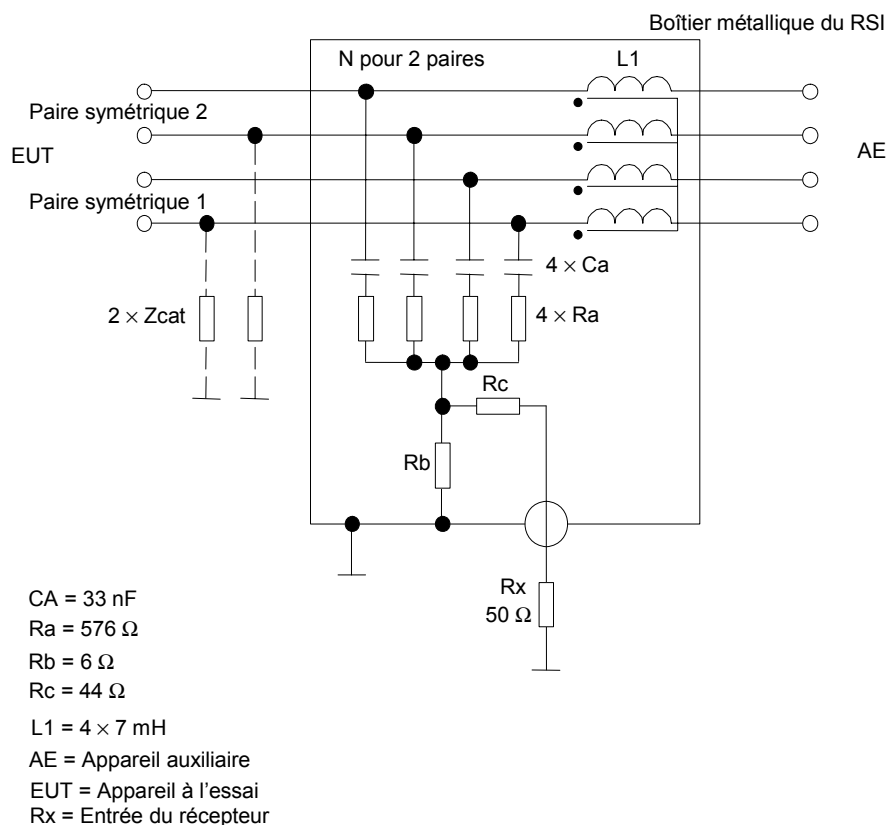 Boîtier métallique du RSI
N pour 2 paires
L1
Paire symétrique 2
EUT
AE
Paire symétrique 1
4 × Ca
2 × Zcat
4 × Ra
Rc
Rb
Rx
50 Ω
CA = 33 nF
Ra = 576 Ω
Rb = 6 Ω
Rc = 44 Ω
L1 = 4 × 7 mH
AE = Appareil auxiliaire
EUT = Appareil à l'essai
Rx = Entrée du récepteur